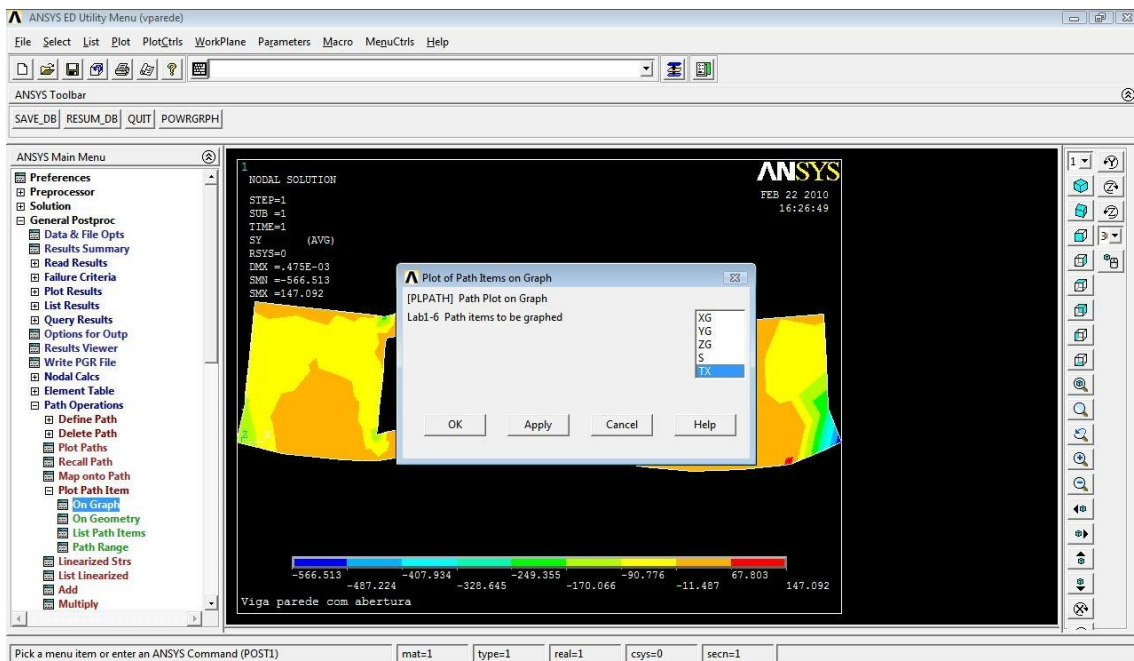 ANSYS ED Utility Menu (vparede)
File Select List Plot PlotCtrls WorkPlane Parameters Macro MenuCtrls Help
ANSYS Toolbar
SAVE_DB RESUM_DB QUIT POWRGRPH
ANSYS Main Menu
Preferences
Preprocessor
Solution
General Postproc
Data & File Opts
Results Summary
Read Results
Failure Criteria
Plot Results
List Results
Query Results
Options for Outp
Results Viewer
Write PGR File
Nodal Calcs
Element Table
Path Operations
Define Path
Delete Path
Plot Paths
Recall Path
Map onto Path
Plot Path Item
On Graph
On Geometry
List Path Items
Path Range
Linearized Strs
List Linearized
Add
Multiply
1
NODAL SOLUTION
STEP=1
SUB =1
TIME=1
SY (AVG)
RSYS=0
DMX =.475E-03
SMN =-566.513
SMX =147.092
ANSYS
FEB 22 2010
16:26:49
Plot of Path Items on Graph
[PLPATH] Path Plot on Graph
Lab1-6 Path items to be graphed
XG
YG
ZG
S
TX
OK Apply Cancel Help
Z
-566.513 -407.934 -249.355 -90.776 67.803
-487.224 -328.645 -170.066 -11.487 147.092
Viga parede com abertura
1
Pick a menu item or enter an ANSYS Command (POST1) mat=1 type=1 real=1 csys=0 secn=1